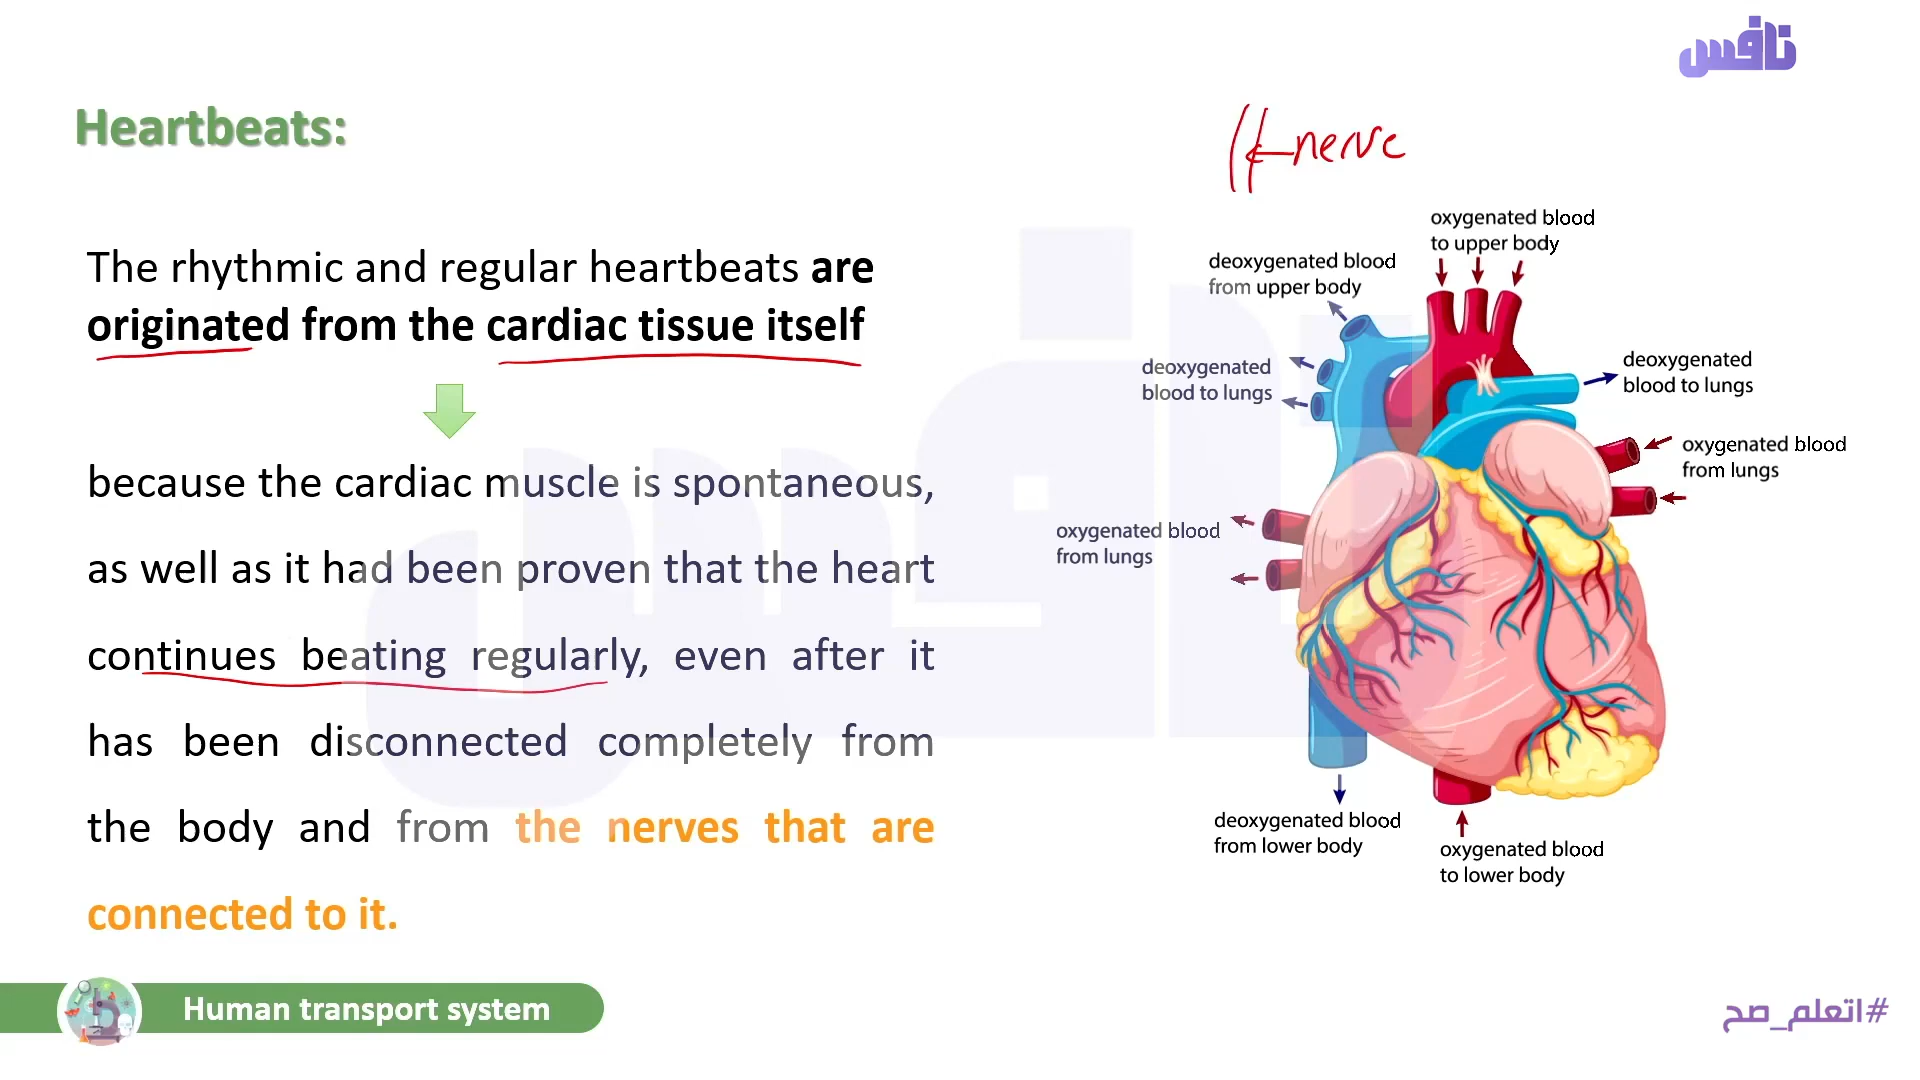 نافس
Heartbeats:
nerve
The rhythmic and regular heartbeats are
originated from the cardiac tissue itself
because the cardiac muscle is spontaneous,
as well as it had been proven that the heart
continues beating regularly, even after it
has been disconnected completely from
the body and from the nerves that are
connected to it.
oxygenated blood
to upper body
deoxygenated blood
from upper body
deoxygenated
blood to lungs
deoxygenated
blood to lungs
oxygenated blood
from lungs
oxygenated blood
from lungs
deoxygenated blood
from lower body
oxygenated blood
to lower body
Human transport system
#اتعلم_صح